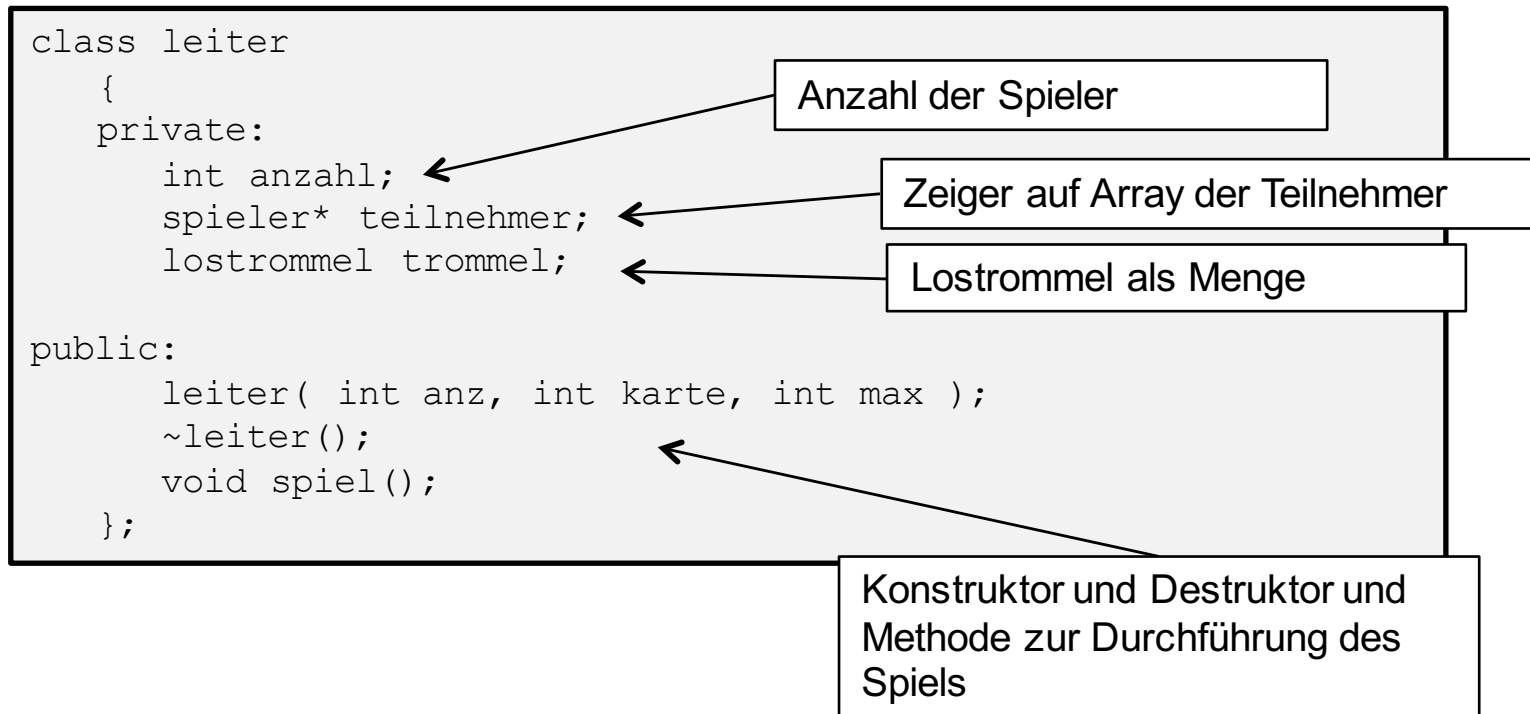 class leiter
{
private:
int anzahl;
spieler* teilnehmer;
lostrommel trommel;
public:
leiter( int anz, int karte, int max );
~leiter();
void spiel();
};
Anzahl der Spieler
Zeiger auf Array der Teilnehmer
Lostrommel als Menge
Konstruktor und Destruktor und
Methode zur Durchführung des
Spiels